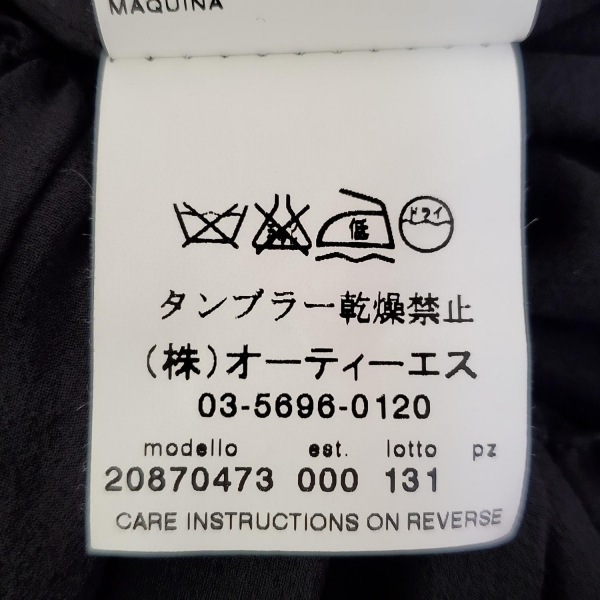 MAQUINA
低 ドライ
タンブラー乾燥禁止
(株)オーティーエス
03-5696-0120
modello est. lotto pz
20870473 000 131
CARE INSTRUCTIONS ON REVERSE